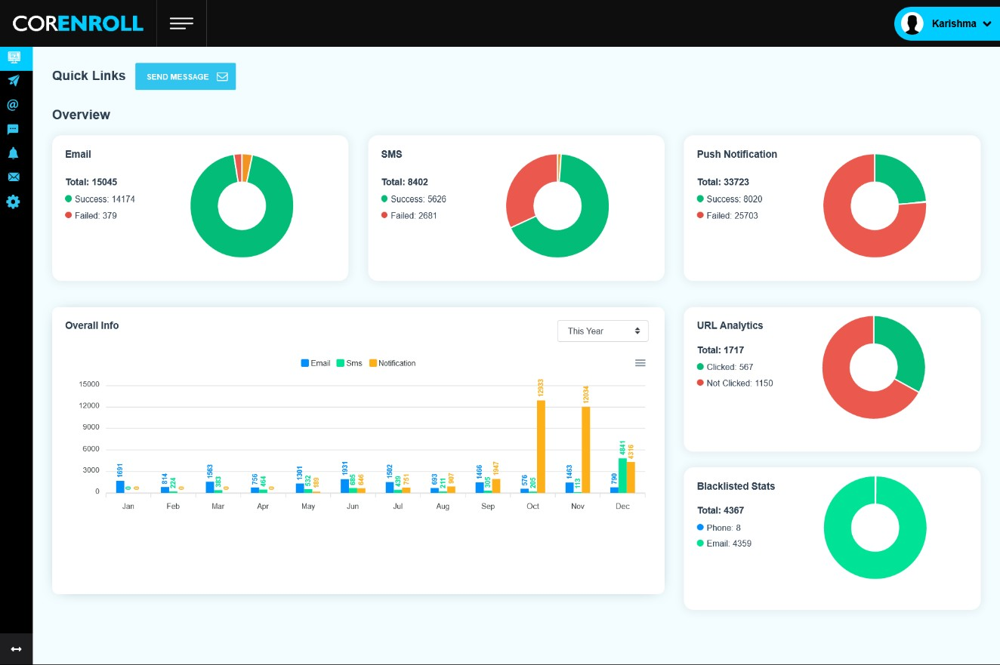 CORENROLL
Karishma
Quick Links
SEND MESSAGE
Overview
Email
Total: 15045
Success: 14174
Failed: 379
SMS
Total: 8402
Success: 5626
Failed: 2681
Push Notification
Total: 33723
Success: 8020
Failed: 25703
Overall Info
This Year
Email Sms Notification
15000
12000
9000
6000
3000
0
1691 0 0
814 224 0
1563 383 0
756 464 0
1301 532 189
1931 685 646
1502 439 751
693 211 907
1466 305 1947
576 205 12933
1463 113 12034
790 4841 4316
Jan Feb Mar Apr May Jun Jul Aug Sep Oct Nov Dec
URL Analytics
Total: 1717
Clicked: 567
Not Clicked: 1150
Blacklisted Stats
Total: 4367
Phone: 8
Email: 4359